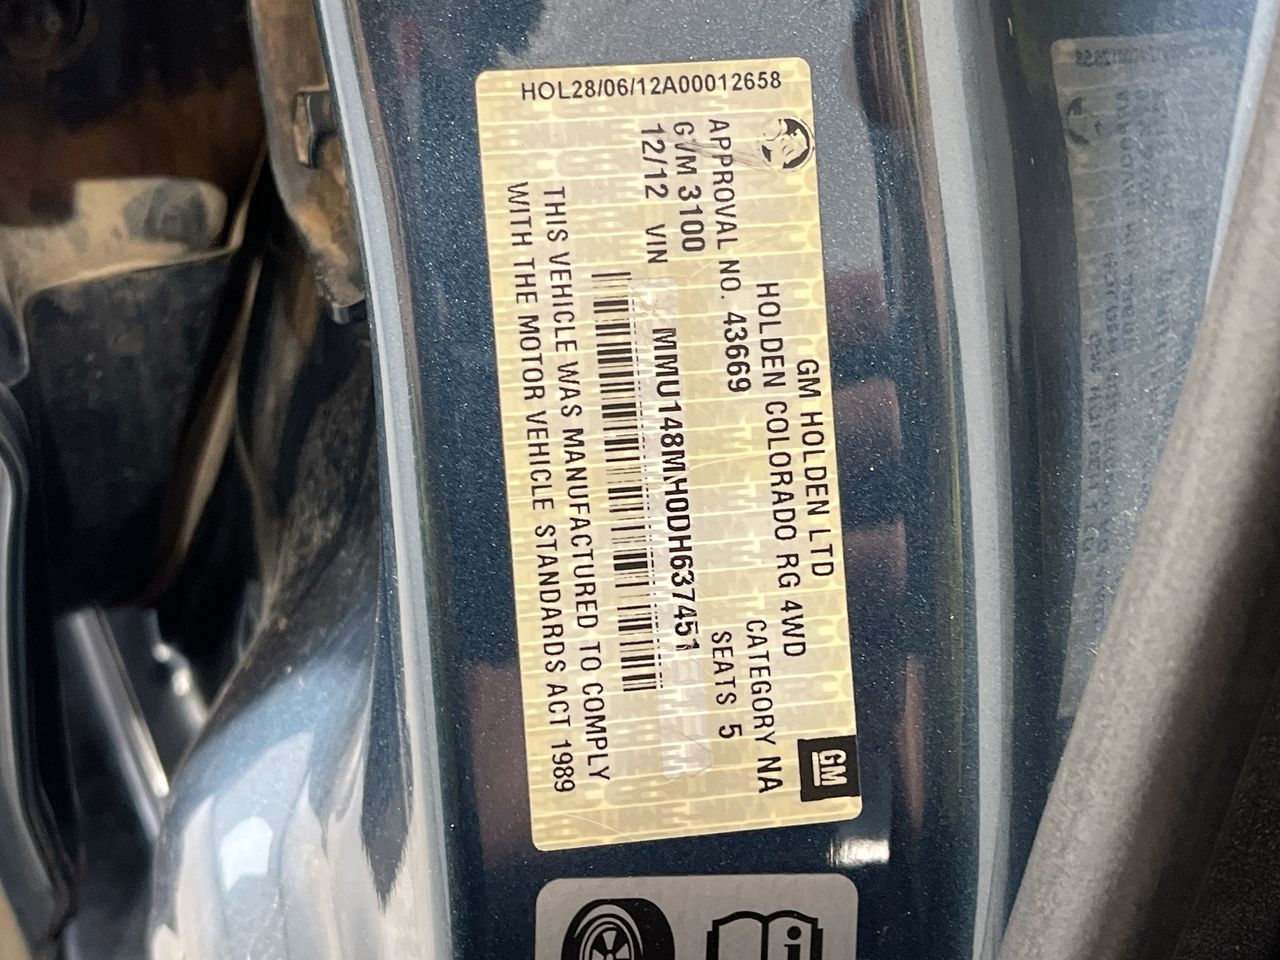 HOL28/06/12A00012658
GM HOLDEN LTD
HOLDEN COLORADO RG 4WD
APPROVAL NO. 43669 CATEGORY NA
GVM 3100 SEATS 5
12/12 VIN MMU148MH0DH637451
THIS VEHICLE WAS MANUFACTURED TO COMPLY
WITH THE MOTOR VEHICLE STANDARDS ACT 1989
GM